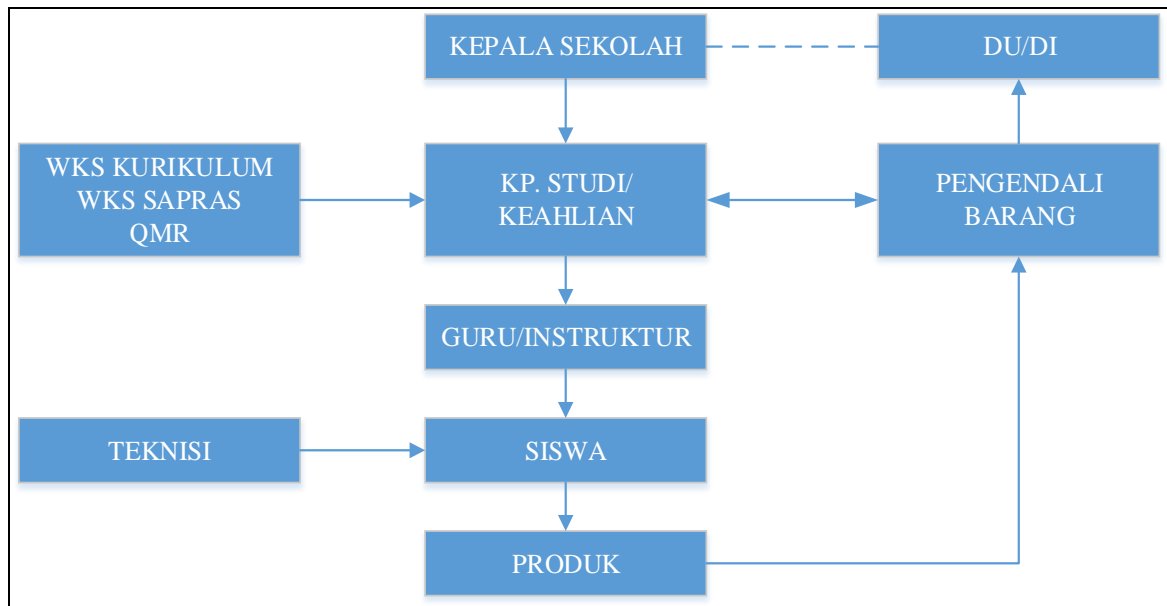 KEPALA SEKOLAH
DU/DI
WKS KURIKULUM
WKS SAPRAS
QMR
KP. STUDI/
KEAHLIAN
PENGENDALI
BARANG
GURU/INSTRUKTUR
TEKNISI
SISWA
PRODUK